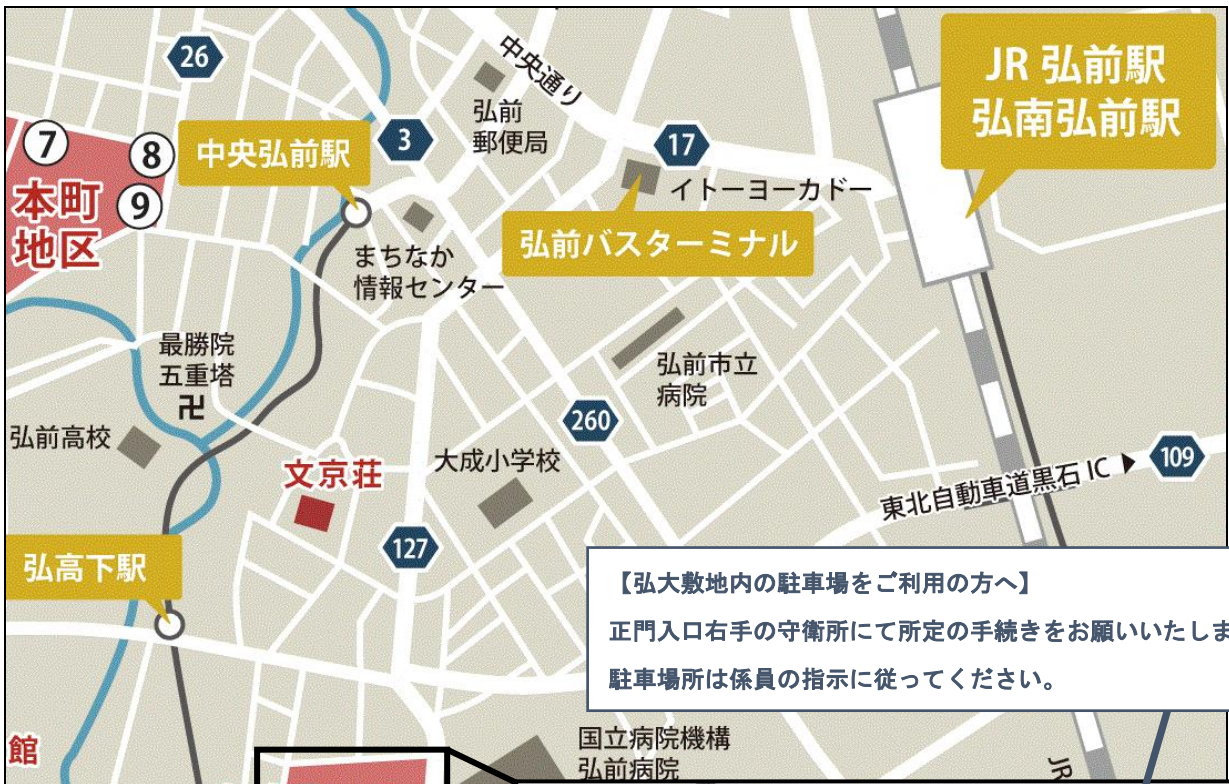 26
中央通り
JR 弘前駅
弘南弘前駅
弘前
郵便局
3
17
7
8
中央弘前駅
イトーヨーカドー
本町
地区
9
弘前バスターミナル
まちなか
情報センター
最勝院
五重塔
卍
弘前市立
病院
弘前高校
260
文京荘
大成小学校
東北自動車道黒石 IC ▶
109
127
弘高下駅
【弘大敷地内の駐車場をご利用の方へ】
正門入口右手の守衛所にて所定の手続きをお願いいたしま
駐車場所は係員の指示に従ってください。
館
国立病院機構
弘前病院
JR